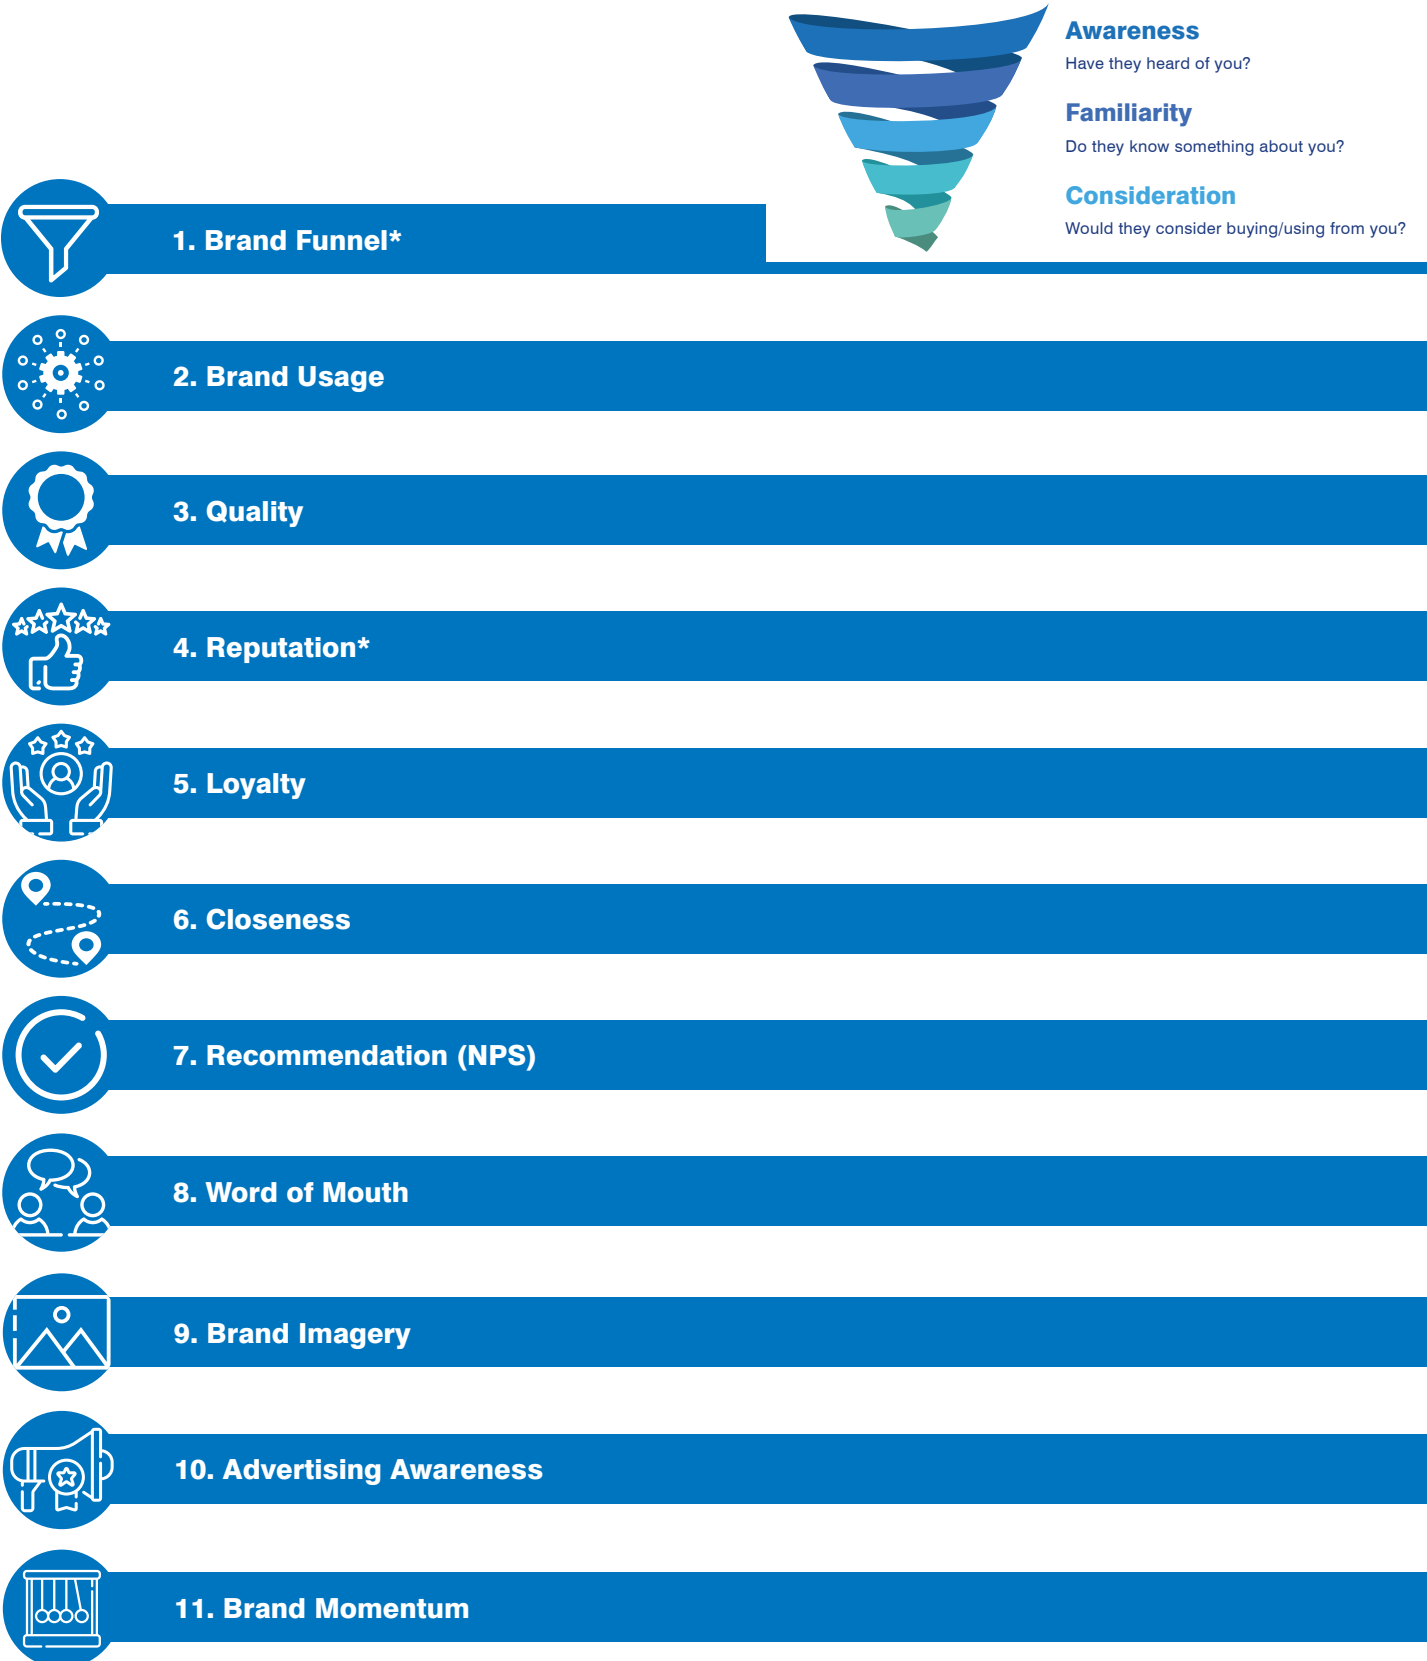 Awareness
Have they heard of you?
Familiarity
Do they know something about you?
Consideration
Would they consider buying/using from you?
1. Brand Funnel*
2. Brand Usage
3. Quality
4. Reputation*
5. Loyalty
6. Closeness
7. Recommendation (NPS)
8. Word of Mouth
9. Brand Imagery
10. Advertising Awareness
11. Brand Momentum